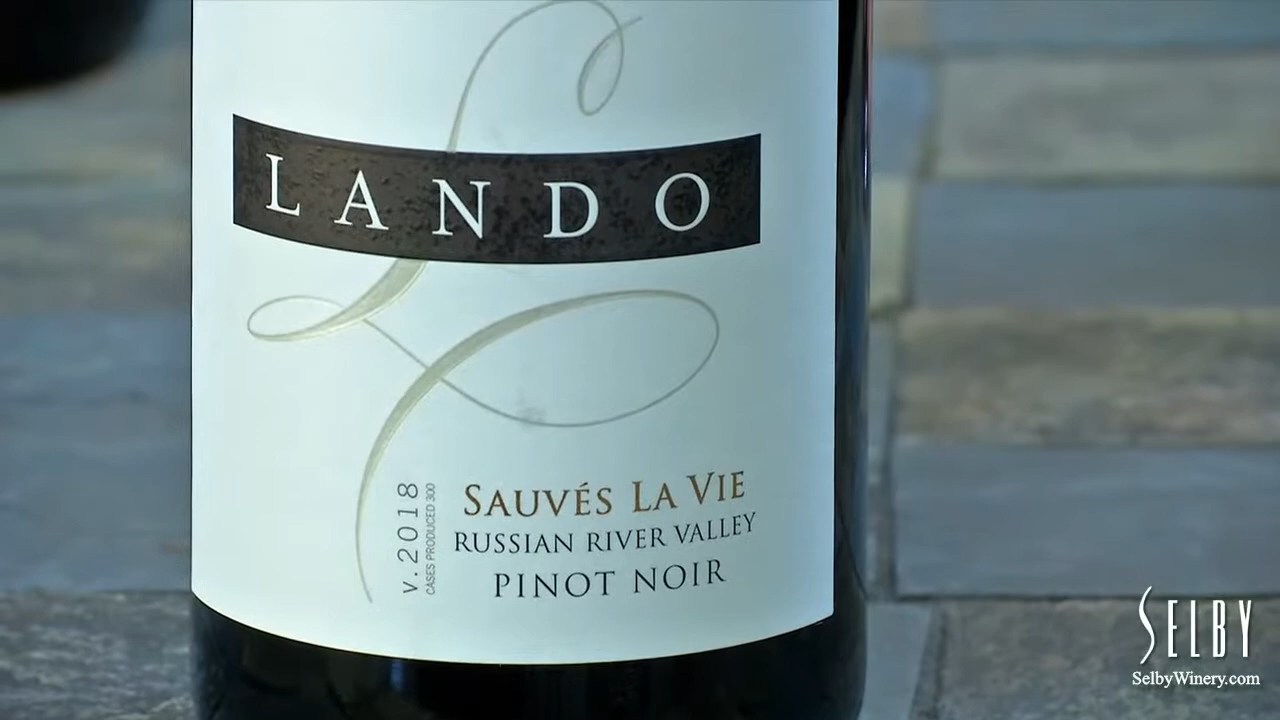 LANDO
v.2018
CASES PRODUCED 300
SAUVÉS LA VIE
RUSSIAN RIVER VALLEY
PINOT NOIR
SELBY
SelbyWinery.com